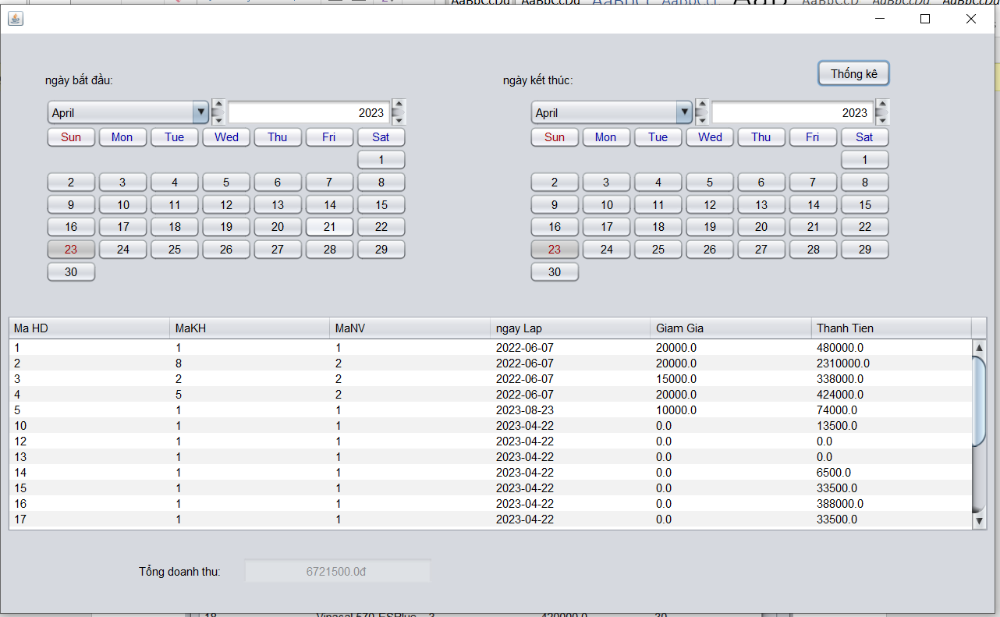 AaBbCcDd AaBbCcDd AaBbCcI AaBbCcL AaB AaBbCcD AaBbCcDd AaBbCcDd
ngày bắt đầu: ngày kết thúc: Thống kê
April 2023 April 2023
Sun Mon Tue Wed Thu Fri Sat Sun Mon Tue Wed Thu Fri Sat
1 1
2 3 4 5 6 7 8 2 3 4 5 6 7 8
9 10 11 12 13 14 15 9 10 11 12 13 14 15
16 17 18 19 20 21 22 16 17 18 19 20 21 22
23 24 25 26 27 28 29 23 24 25 26 27 28 29
30 30
Ma HD MaKH MaNV ngay Lap Giam Gia Thanh Tien
1 1 1 2022-06-07 20000.0 480000.0
2 8 2 2022-06-07 20000.0 2310000.0
3 2 2 2022-06-07 15000.0 338000.0
4 5 2 2022-06-07 20000.0 424000.0
5 1 1 2023-08-23 10000.0 74000.0
10 1 1 2023-04-22 0.0 13500.0
12 1 1 2023-04-22 0.0 0.0
13 1 1 2023-04-22 0.0 0.0
14 1 1 2023-04-22 0.0 6500.0
15 1 1 2023-04-22 0.0 33500.0
16 1 1 2023-04-22 0.0 388000.0
17 1 1 2023-04-22 0.0 33500.0
Tổng doanh thu: 6721500.0đ